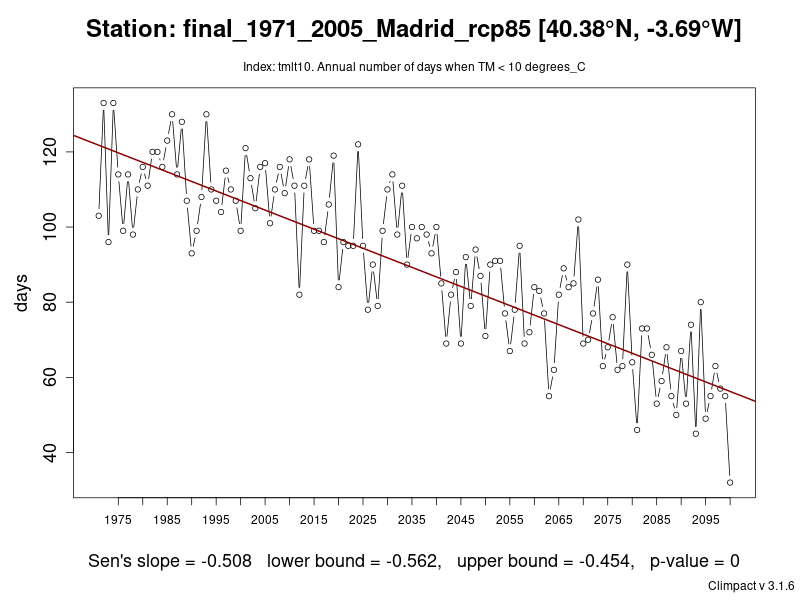 Station: final_1971_2005_Madrid_rcp85 [40.38°N, -3.69°W]
Index: tmlt10. Annual number of days when TM < 10 degrees_C
120
100
80
60
40
days
1975 1985 1995 2005 2015 2025 2035 2045 2055 2065 2075 2085 2095
Sen's slope = -0.508 lower bound = -0.562, upper bound = -0.454, p-value = 0
Climpact v 3.1.6